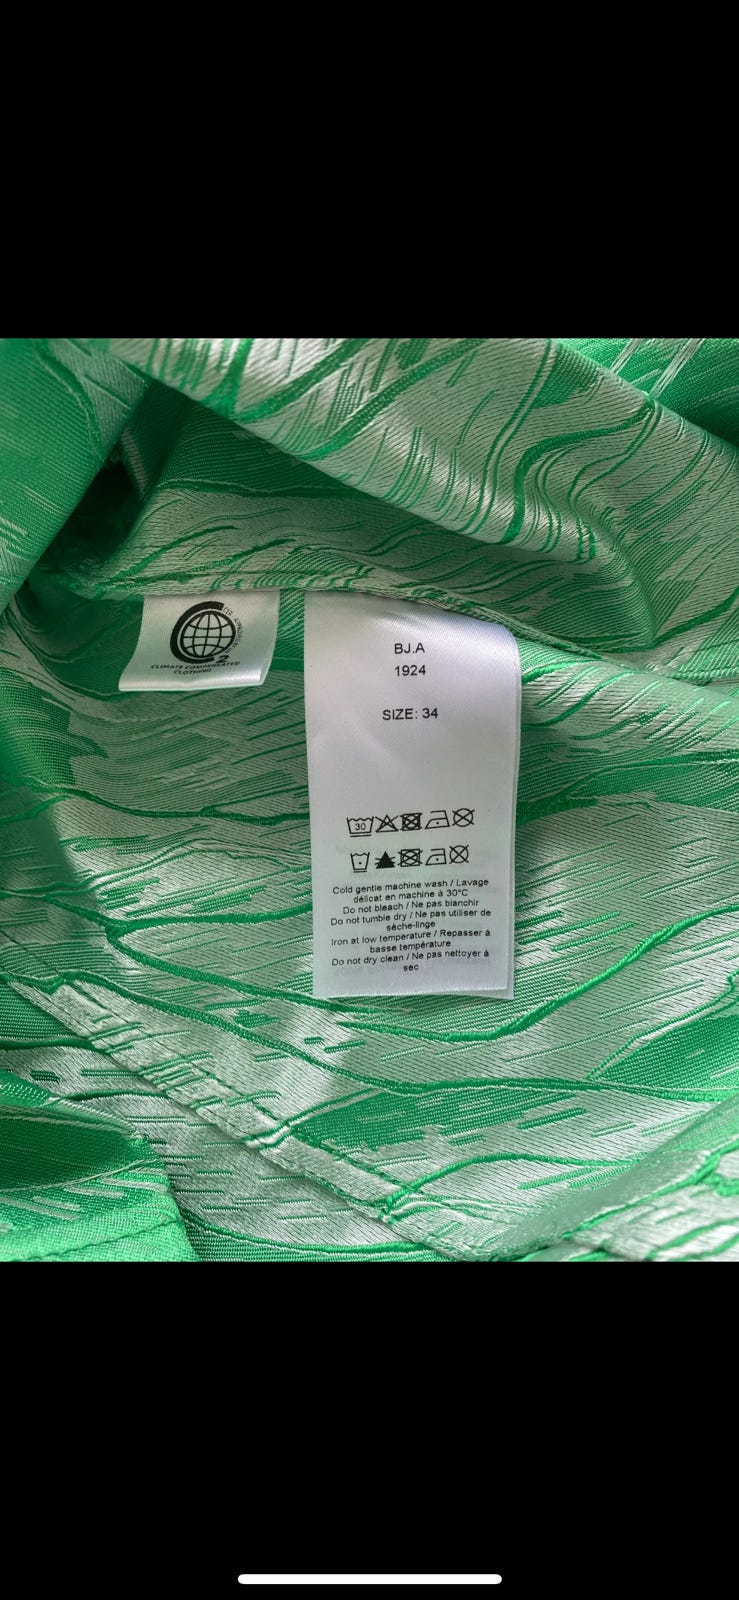 CLIMATE COMPENSATED
CLOTHING
BJ.A
1924
SIZE: 34
30
Cold gentle machine wash / Lavage
délicat en machine à 30°C
Do not bleach / Ne pas blanchir
Do not tumble dry / Ne pas utiliser de
sèche-linge
Iron at low temperature / Repasser à
basse température
Do not dry clean / Ne pas nettoyer à
sec